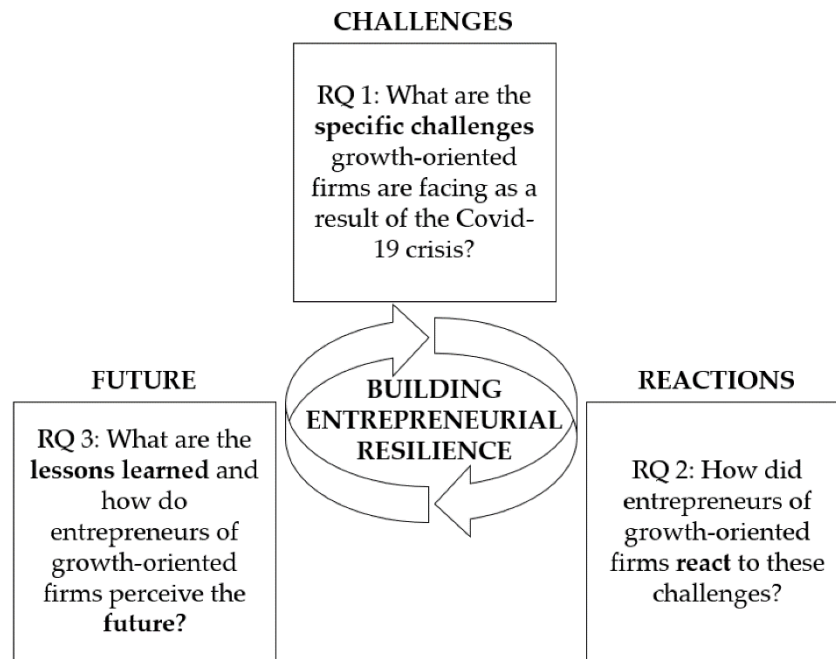 CHALLENGES
RQ 1: What are the
specific challenges
growth-oriented
firms are facing as a
result of the Covid-
19 crisis?
FUTURE
RQ 3: What are the
lessons learned and
how do
entrepreneurs of
growth-oriented
firms perceive the
future?
BUILDING
ENTREPRENEURIAL
RESILIENCE
REACTIONS
RQ 2: How did
entrepreneurs of
growth-oriented
firms react to these
challenges?